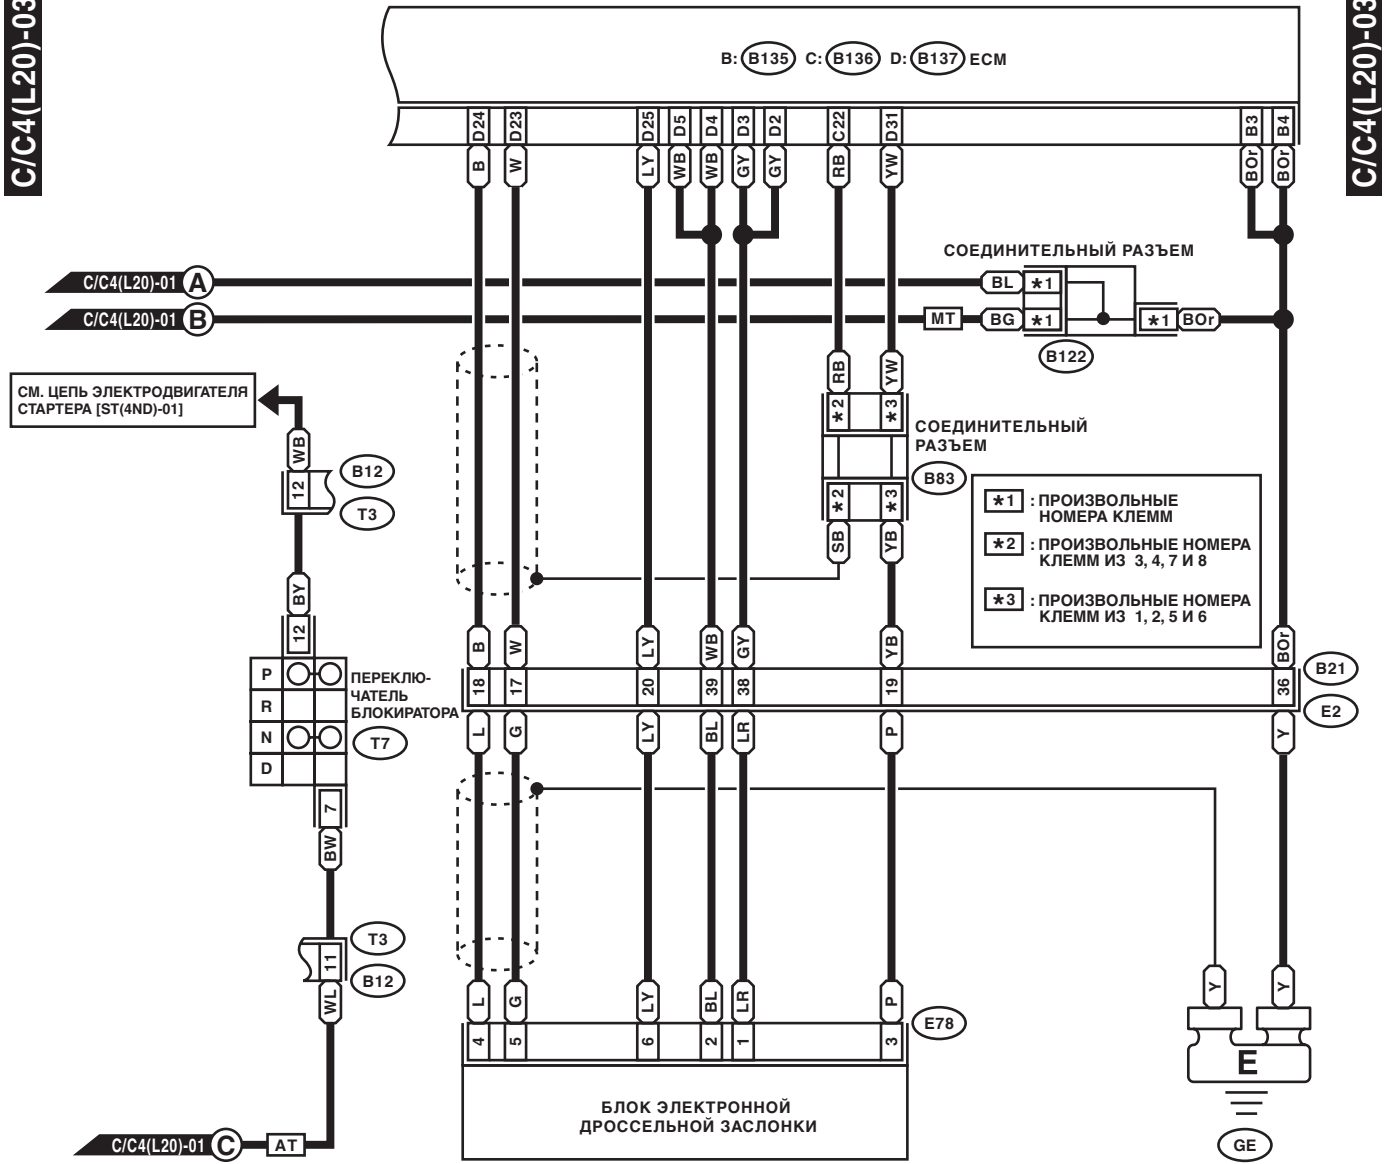 C/C4(L20)-03
C/C4(L20)-03
B: B135 C: B136 D: B137 ECM
D24 D23 D25 D5 D4 D3 D2 C22 D31 B3 B4
B W LY WB WB GY GY RB YW BOr BOr
СОЕДИНИТЕЛЬНЫЙ РАЗЪЕМ
C/C4(L20)-01 A BL *1
C/C4(L20)-01 B MT BG *1 *1 BOr
B122
СМ. ЦЕПЬ ЭЛЕКТРОДВИГАТЕЛЯ
СТАРТЕРА [ST(4ND)-01]
RB YW
*2 *3
СОЕДИНИТЕЛЬНЫЙ
РАЗЪЕМ
B83
*2 *3
SB YB
WB
12
B12
T3
BY
12
*1 : ПРОИЗВОЛЬНЫЕ
НОМЕРА КЛЕММ
*2 : ПРОИЗВОЛЬНЫЕ НОМЕРА
КЛЕММ ИЗ 3, 4, 7 И 8
*3 : ПРОИЗВОЛЬНЫЕ НОМЕРА
КЛЕММ ИЗ 1, 2, 5 И 6
P
R
N
D
ПЕРЕКЛЮ-
ЧАТЕЛЬ
БЛОКИРАТОРА
T7
B W LY WB GY YB BOr
18 17 20 39 38 19 36
B21
E2
L G LY BL LR P Y
7
BW
T3
11
B12
WL
L G LY BL LR P Y Y
4 5 6 2 1 3
E78
E
БЛОК ЭЛЕКТРОННОЙ
ДРОССЕЛЬНОЙ ЗАСЛОНКИ
C/C4(L20)-01 C AT
GE